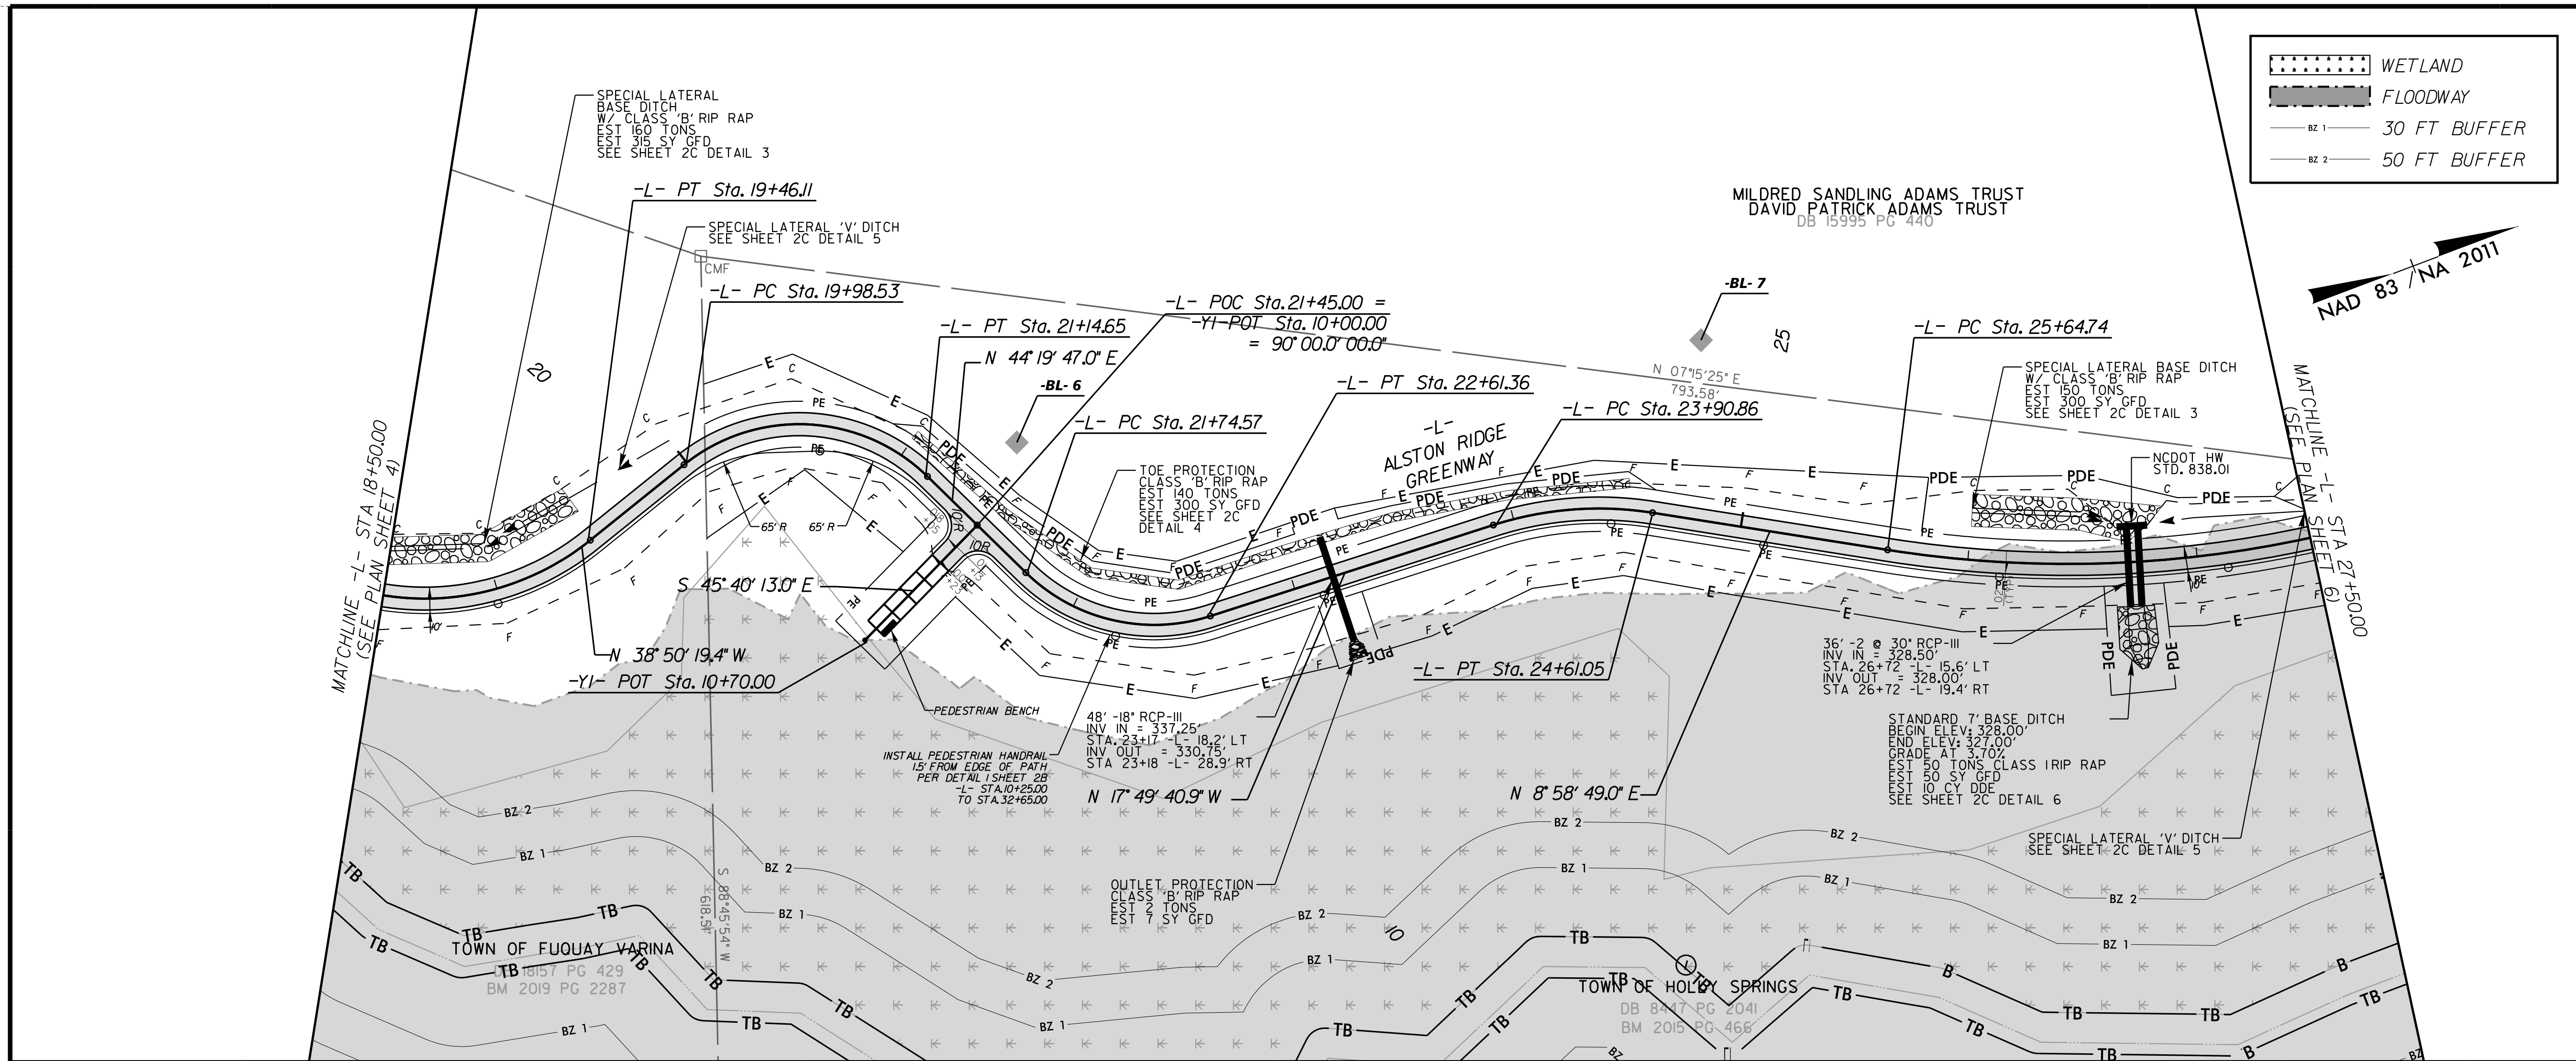 WETLAND
FLOODWAY
BZ 1
30 FT BUFFER
BZ 2
50 FT BUFFER
SPECIAL LATERAL
BASE DITCH
W/ CLASS 'B' RIP RAP
EST 160 TONS
EST 315 SY GFD
SEE SHEET 2C DETAIL 3
-L- PT Sta. 19+46.11
SPECIAL LATERAL 'V' DITCH
SEE SHEET 2C DETAIL 5
CMF
-L- PC Sta. 19+98.53
-L- PT Sta. 21+14.65
N 44° 19' 47.0" E
-L- POC Sta. 21+45.00 =
-Y1-POT Sta. 10+00.00
= 90° 00.0' 00.0"
-BL- 6
-L- PC Sta. 21+74.57
-L- PT Sta. 22+61.36
-L- PC Sta. 23+90.86
MILDRED SANDLING ADAMS TRUST
DAVID PATRICK ADAMS TRUST
DB 15995 PG 440
-BL- 7
25
N 07°15'25" E
793.58'
-L- PC Sta. 25+64.74
NAD 83 / NA 2011
SPECIAL LATERAL BASE DITCH
W/ CLASS 'B' RIP RAP
EST 150 TONS
EST 300 SY GFD
SEE SHEET 2C DETAIL 3
NCDOT HW
STD. 838.01
MATCHLINE -L- STA 27+50.00
(SEE PLAN SHEET 6)
20
MATCHLINE -L- STA 18+50.00
(SEE PLAN SHEET 4)
-L-
ALSTON RIDGE
GREENWAY
TOE PROTECTION
CLASS 'B' RIP RAP
EST 140 TONS
EST 300 SY GFD
SEE SHEET 2C
DETAIL 4
65' R
65' R
10'R
10R
10'
S 45° 40' 13.0" E
N 38° 50' 19.4" W
-Y1- POT Sta. 10+70.00
PEDESTRIAN BENCH
INSTALL PEDESTRIAN HANDRAIL
1.5' FROM EDGE OF PATH
PER DETAIL 1 SHEET 2B
-L- STA.10+25.00
TO STA.32+65.00
48' -18" RCP-III
INV IN = 337.25'
STA. 23+17 -L- 18.2' LT
INV OUT = 330.75'
STA 23+18 -L- 28.9' RT
N 17° 49' 40.9" W
-L- PT Sta. 24+61.05
N 8° 58' 49.0" E
36' -2 @ 30" RCP-III
INV IN = 328.50'
STA. 26+72 -L- 15.6' LT
INV OUT = 328.00'
STA 26+72 -L- 19.4' RT
STANDARD 7' BASE DITCH
BEGIN ELEV: 328.00'
END ELEV: 327.00'
GRADE AT 3.70%
EST 50 TONS CLASS I RIP RAP
EST 50 SY GFD
EST 10 CY DDE
SEE SHEET 2C DETAIL 6
SPECIAL LATERAL 'V' DITCH
SEE SHEET 2C DETAIL 5
OUTLET PROTECTION
CLASS 'B' RIP RAP
EST 2 TONS
EST 7 SY GFD
10
S 88°45'54" W
618.51'
TOWN OF FUQUAY VARINA
18157 PG 429
BM 2019 PG 2287
TOWN OF HOLLY SPRINGS
DB 8447 PG 2041
BM 2015 PG 466
E
C
F
PE
PDE
BZ 2
BZ 1
TB